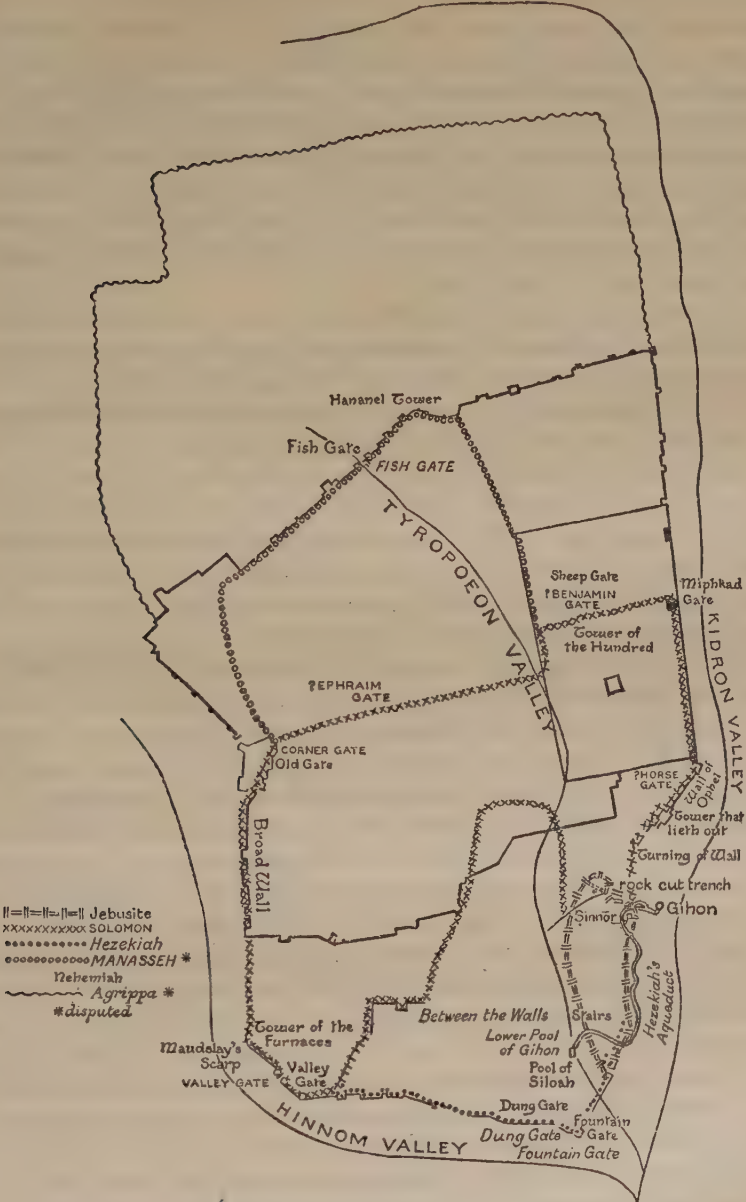 Hananel Tower
Fish Gate
FISH GATE
TYROPOEON VALLEY
Sheep Gate
?BENJAMIN
GATE
Miphkad
Gate
Tower of
the Hundred
KIDRON VALLEY
?EPHRAIM
GATE
CORNER GATE
Old Gate
?HORSE
GATE
Wall of
Ophel
Tower that
lieth out
Broad Wall
Turning of Wall
rock cut trench
Gihon
Sinnor
Jebusite
SOLOMON
Hezekiah
MANASSEH *
Nehemiah
Agrippa *
*disputed
Hezekiah's
Aqueduct
Between the Walls
Stairs
Lower Pool
of Gihon
Pool of
Siloah
Tower of the
Furnaces
Maudslay's
Scarp
VALLEY GATE
Valley
Gate
Dung Gate
Fountain
Gate
Dung Gate
Fountain Gate
HINNOM VALLEY